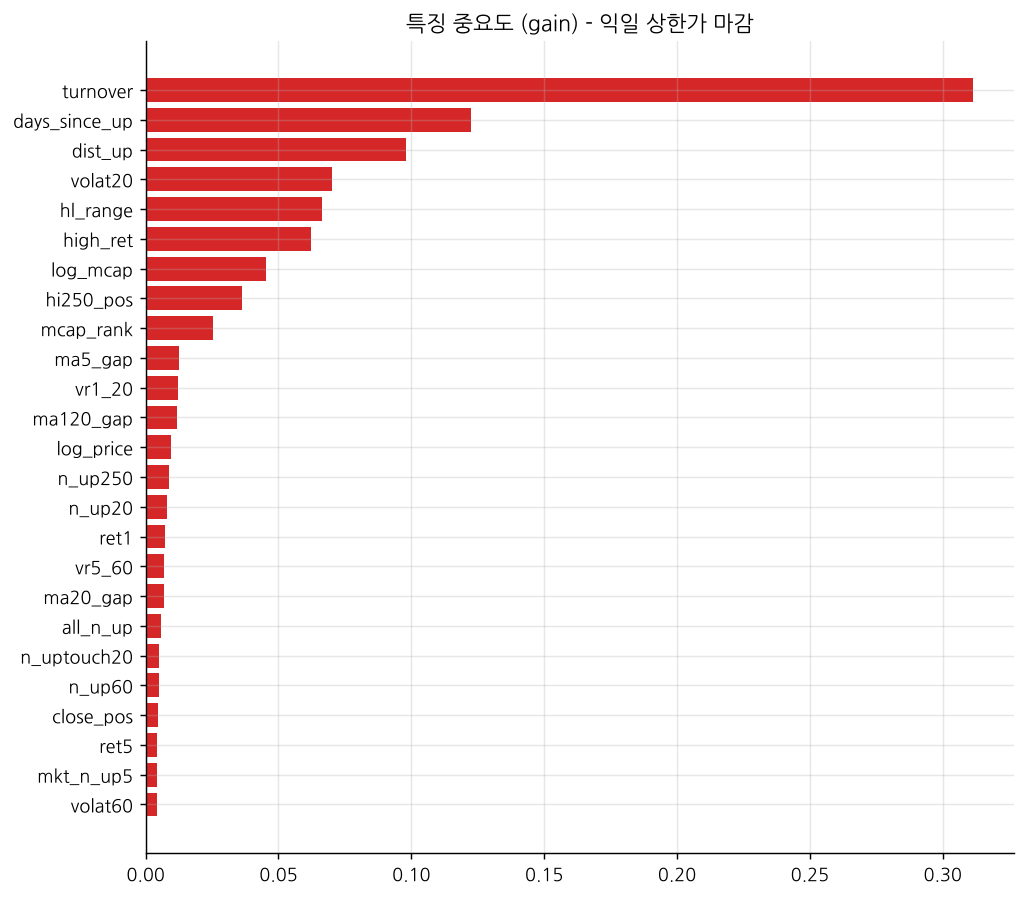 특징 중요도 (gain) - 익일 상한가 마감
turnover
days_since_up
dist_up
volat20
hl_range
high_ret
log_mcap
hi250_pos
mcap_rank
ma5_gap
vr1_20
ma120_gap
log_price
n_up250
n_up20
ret1
vr5_60
ma20_gap
all_n_up
n_uptouch20
n_up60
close_pos
ret5
mkt_n_up5
volat60
0.00 0.05 0.10 0.15 0.20 0.25 0.30